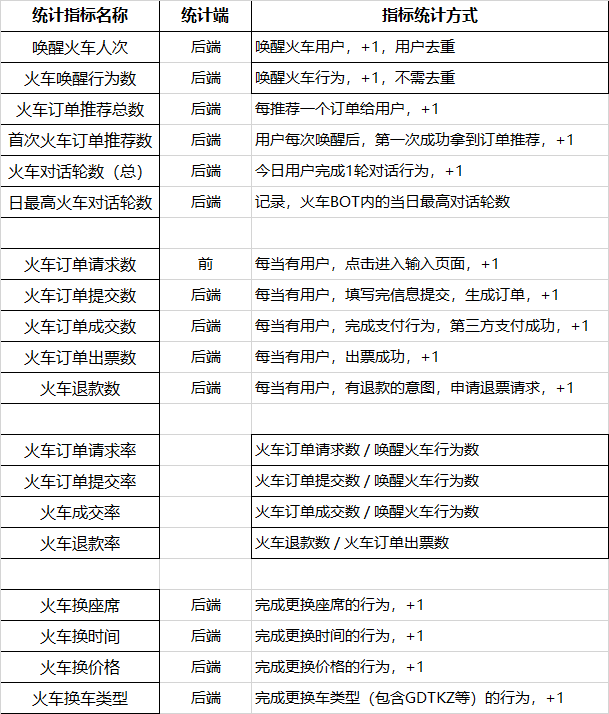 统计指标名称 统计端 指标统计方式
唤醒火车人次 后端 唤醒火车用户，+1，用户去重
火车唤醒行为数 后端 唤醒火车行为，+1，不需去重
火车订单推荐总数 后端 每推荐一个订单给用户，+1
首次火车订单推荐数 后端 用户每次唤醒后，第一次成功拿到订单推荐，+1
火车对话轮数（总） 后端 今日用户完成1轮对话行为，+1
日最高火车对话轮数 后端 记录，火车BOT内的当日最高对话轮数
火车订单请求数 前 每当有用户，点击进入输入页面，+1
火车订单提交数 后端 每当有用户，填写完信息提交，生成订单，+1
火车订单成交数 后端 每当有用户，完成支付行为，第三方支付成功，+1
火车订单出票数 后端 每当有用户，出票成功，+1
火车退款数 后端 每当有用户，有退款的意图，申请退票请求，+1
火车订单请求率 火车订单请求数 / 唤醒火车行为数
火车订单提交率 火车订单提交数 / 唤醒火车行为数
火车成交率 火车订单成交数 / 唤醒火车行为数
火车退款率 火车退款数 / 火车订单出票数
火车换座席 后端 完成更换座席的行为，+1
火车换时间 后端 完成更换时间的行为，+1
火车换价格 后端 完成更换价格的行为，+1
火车换车类型 后端 完成更换车类型（包含GDTKZ等）的行为，+1